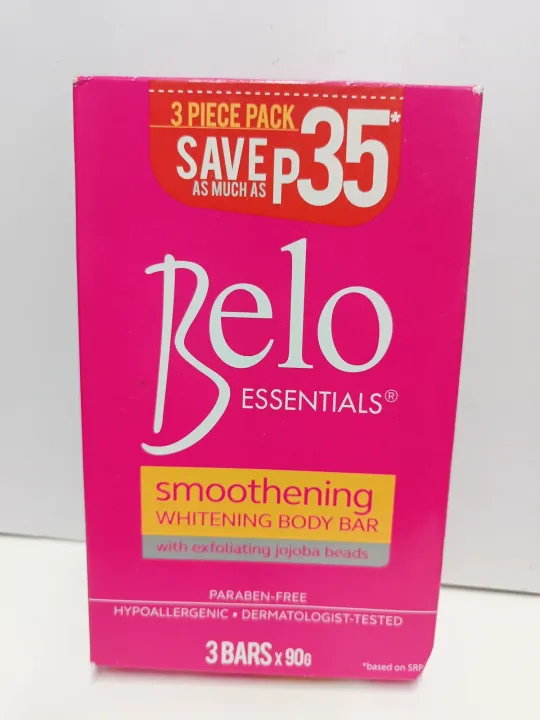 3 PIECE PACK
SAVE
AS MUCH AS
P35*
Belo
ESSENTIALS®
smoothening
WHITENING BODY BAR
with exfoliating jojoba beads
PARABEN-FREE
HYPOALLERGENIC • DERMATOLOGIST-TESTED
3 BARS x 90G
*based on SRP